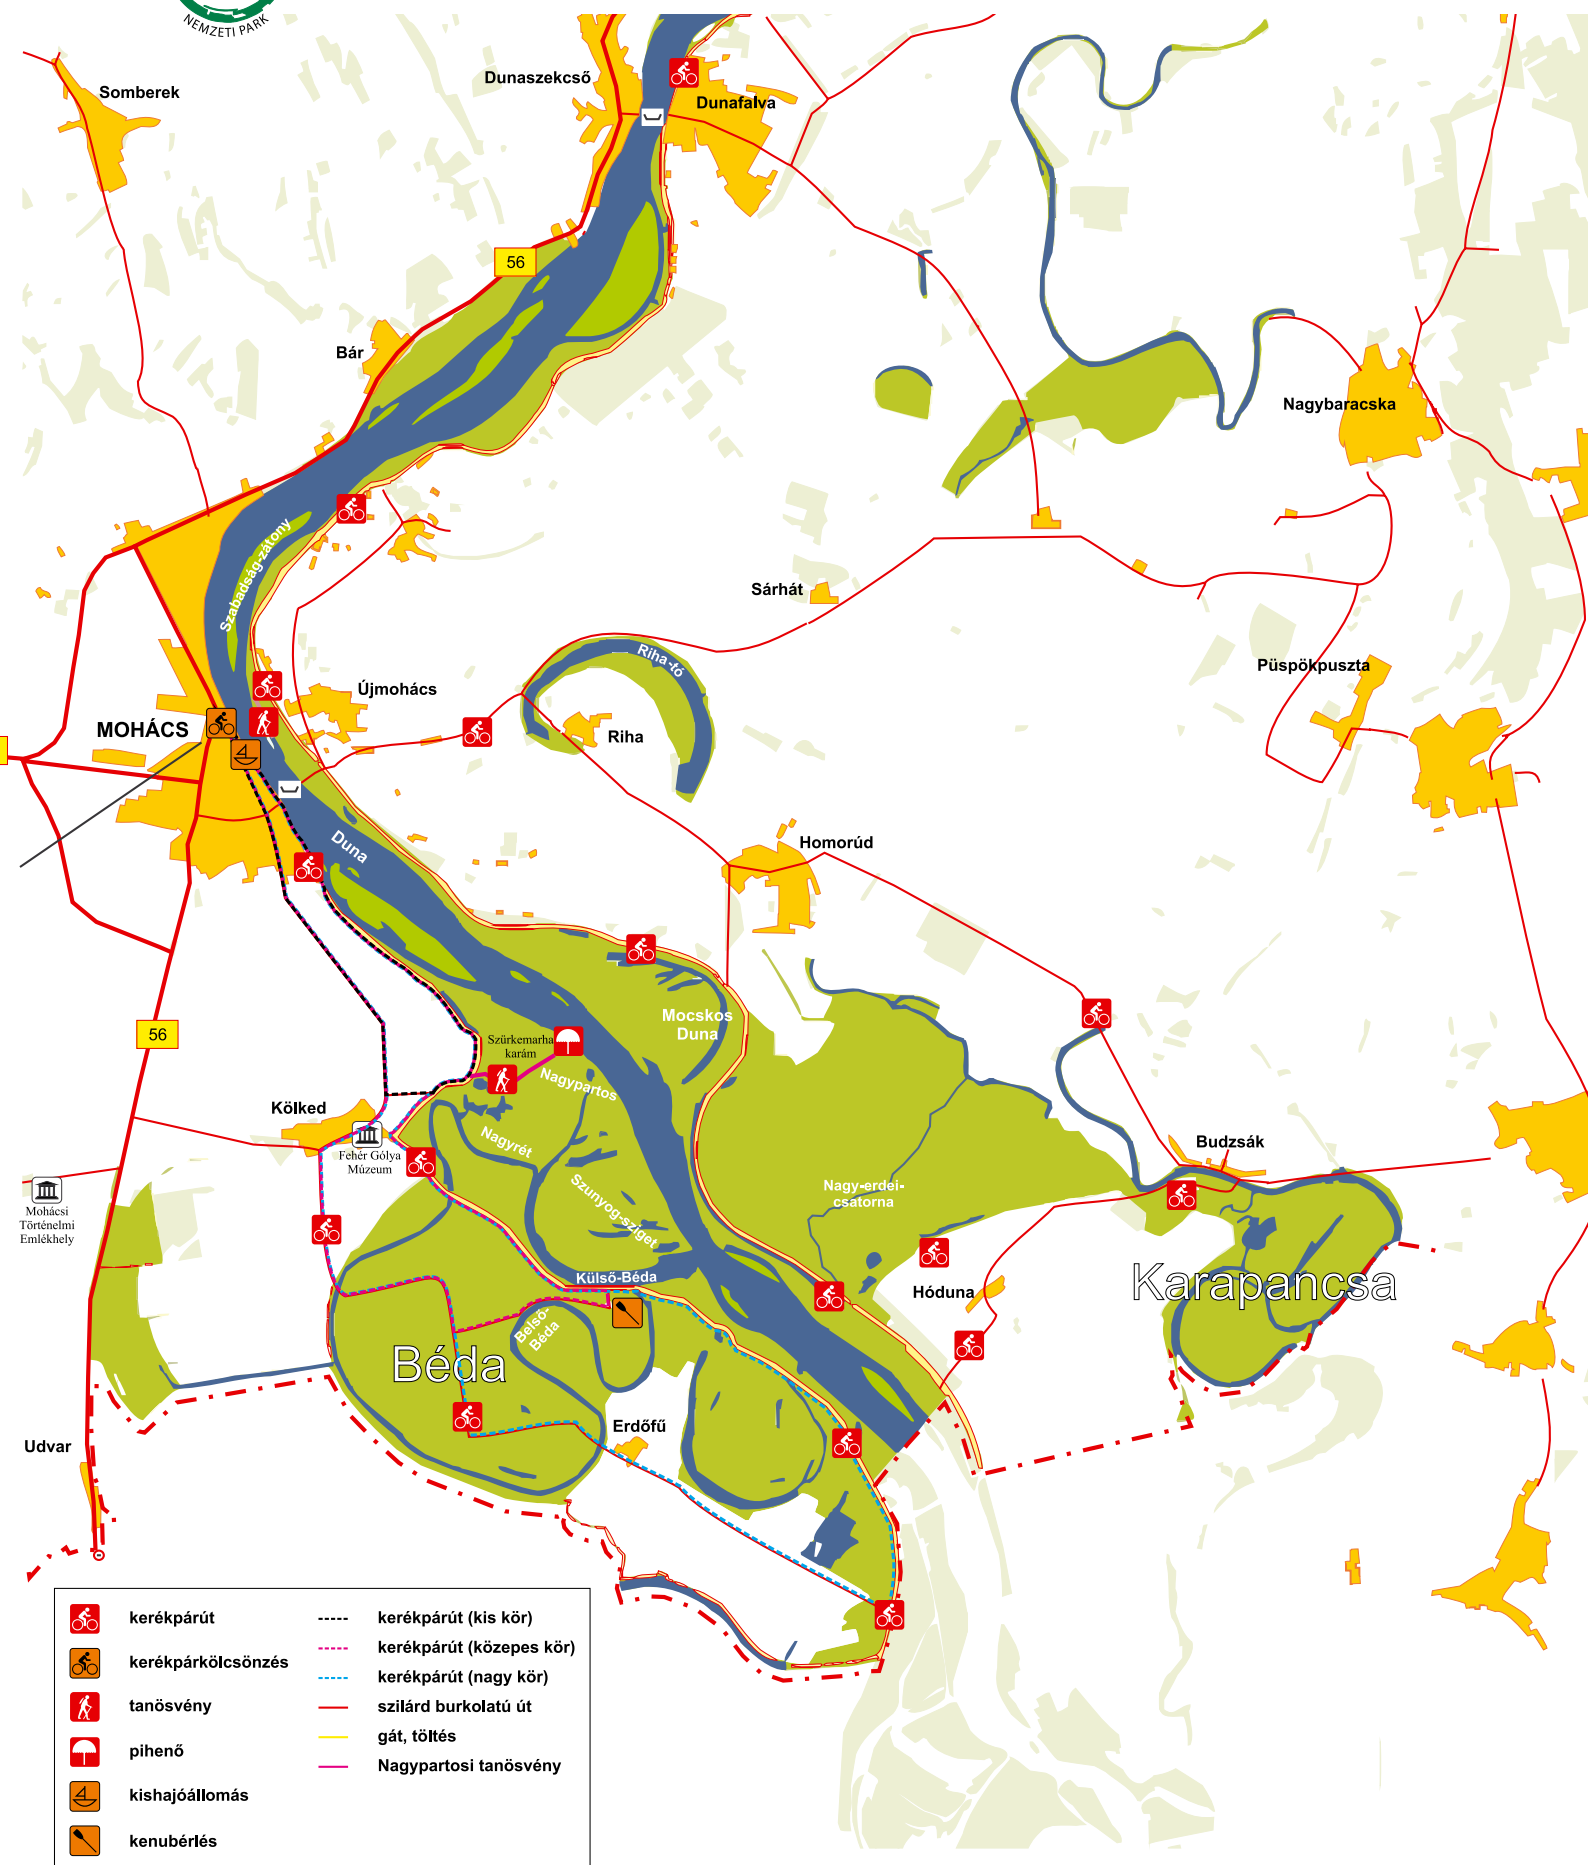 NEMZETI PARK
Somberek
Dunaszekcső
Dunafalva
56
Bár
Nagybaracska
Szabadság-zátony
Sárhát
Riha-tó
Püspökpuszta
Újmohács
MOHÁCS
Riha
Duna
Homorúd
Mocskos
Duna
56
Szürkemarha
karám
Nagypartos
Kölked
Nagyrét
Fehér Gólya
Múzeum
Budzsák
Szunyog-sziget
Nagy-erdei-
csatorna
Mohácsi
Történelmi
Emlékhely
Külső-Béda
Hóduna
Karapancsa
Belső-
Béda
Béda
Erdőfű
Udvar
kerékpárút
kerékpárkölcsönzés
tanösvény
pihenő
kishajóállomás
kenubérlés
kerékpárút (kis kör)
kerékpárút (közepes kör)
kerékpárút (nagy kör)
szilárd burkolatú út
gát, töltés
Nagypartosi tanösvény